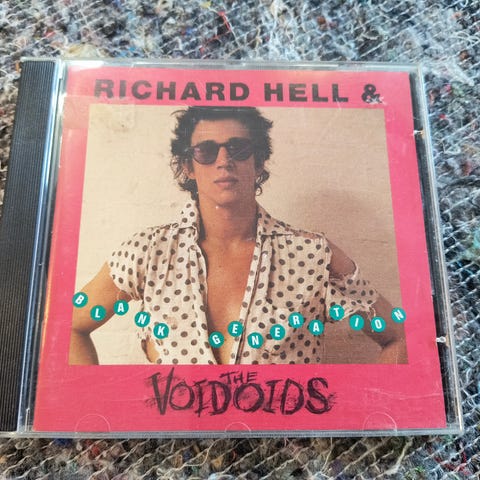 RICHARD HELL &
BLANK GENERATION
THE
VOIDOIDS